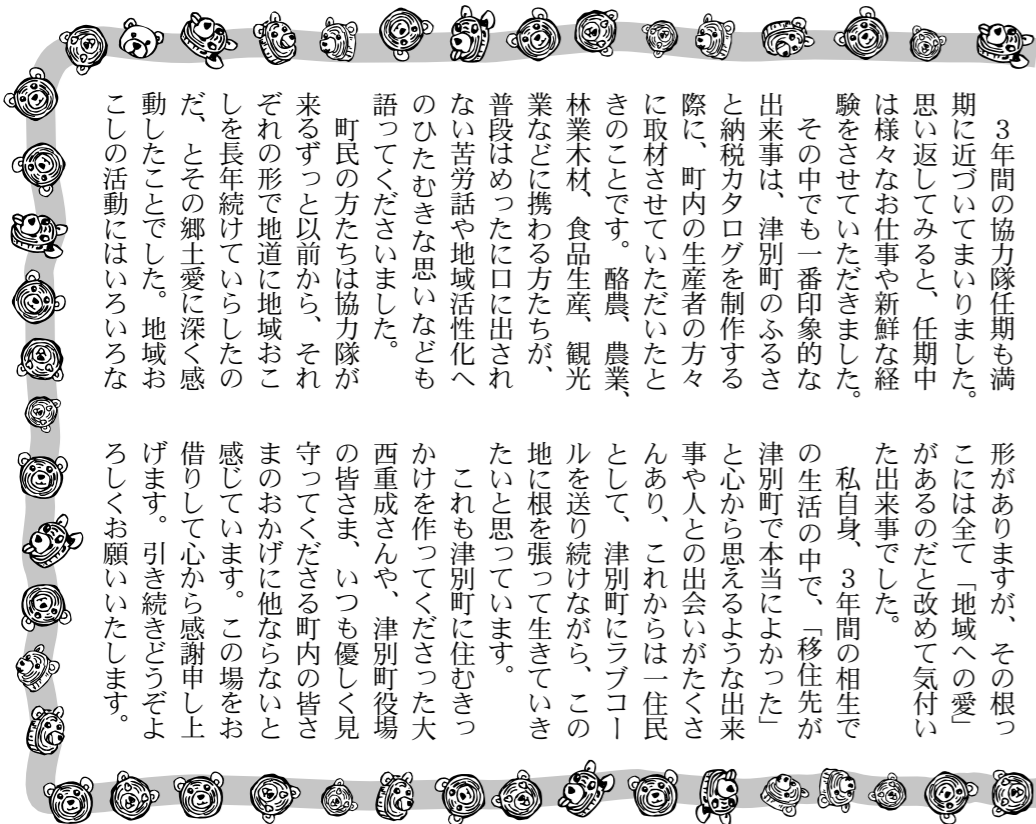 ３年間の協力隊任期も満
期に近づいてまいりました。
思い返してみると、任期中
は様々なお仕事や新鮮な経
験をさせていただきました。
　その中でも一番印象的な
出来事は、津別町のふるさ
と納税カタログを制作する
際に、町内の生産者の方々
に取材させていただいたと
きのことです。酪農、農業、
林業木材、食品生産、観光
業などに携わる方たちが、
普段はめったに口に出され
ない苦労話や地域活性化へ
のひたむきな思いなども
語ってくださいました。
　町民の方たちは協力隊が
来るずっと以前から、それ
ぞれの形で地道に地域おこ
しを長年続けていらしたの
だ、とその郷土愛に深く感
動したことでした。地域お
こしの活動にはいろいろな
形がありますが、その根っ
こには全て「地域への愛」
があるのだと改めて気付い
た出来事でした。
　私自身、３年間の相生で
の生活の中で、「移住先が
津別町で本当によかった」
と心から思えるような出来
事や人との出会いがたくさ
んあり、これからは一住民
として、津別町にラブコー
ルを送り続けながら、この
地に根を張って生きていき
たいと思っています。
　これも津別町に住むきっ
かけを作ってくださった大
西重成さんや、津別町役場
の皆さま、いつも優しく見
守ってくださる町内の皆さ
まのおかげに他ならないと
感じています。この場をお
借りして心から感謝申し上
げます。引き続きどうぞよ
ろしくお願いいたします。